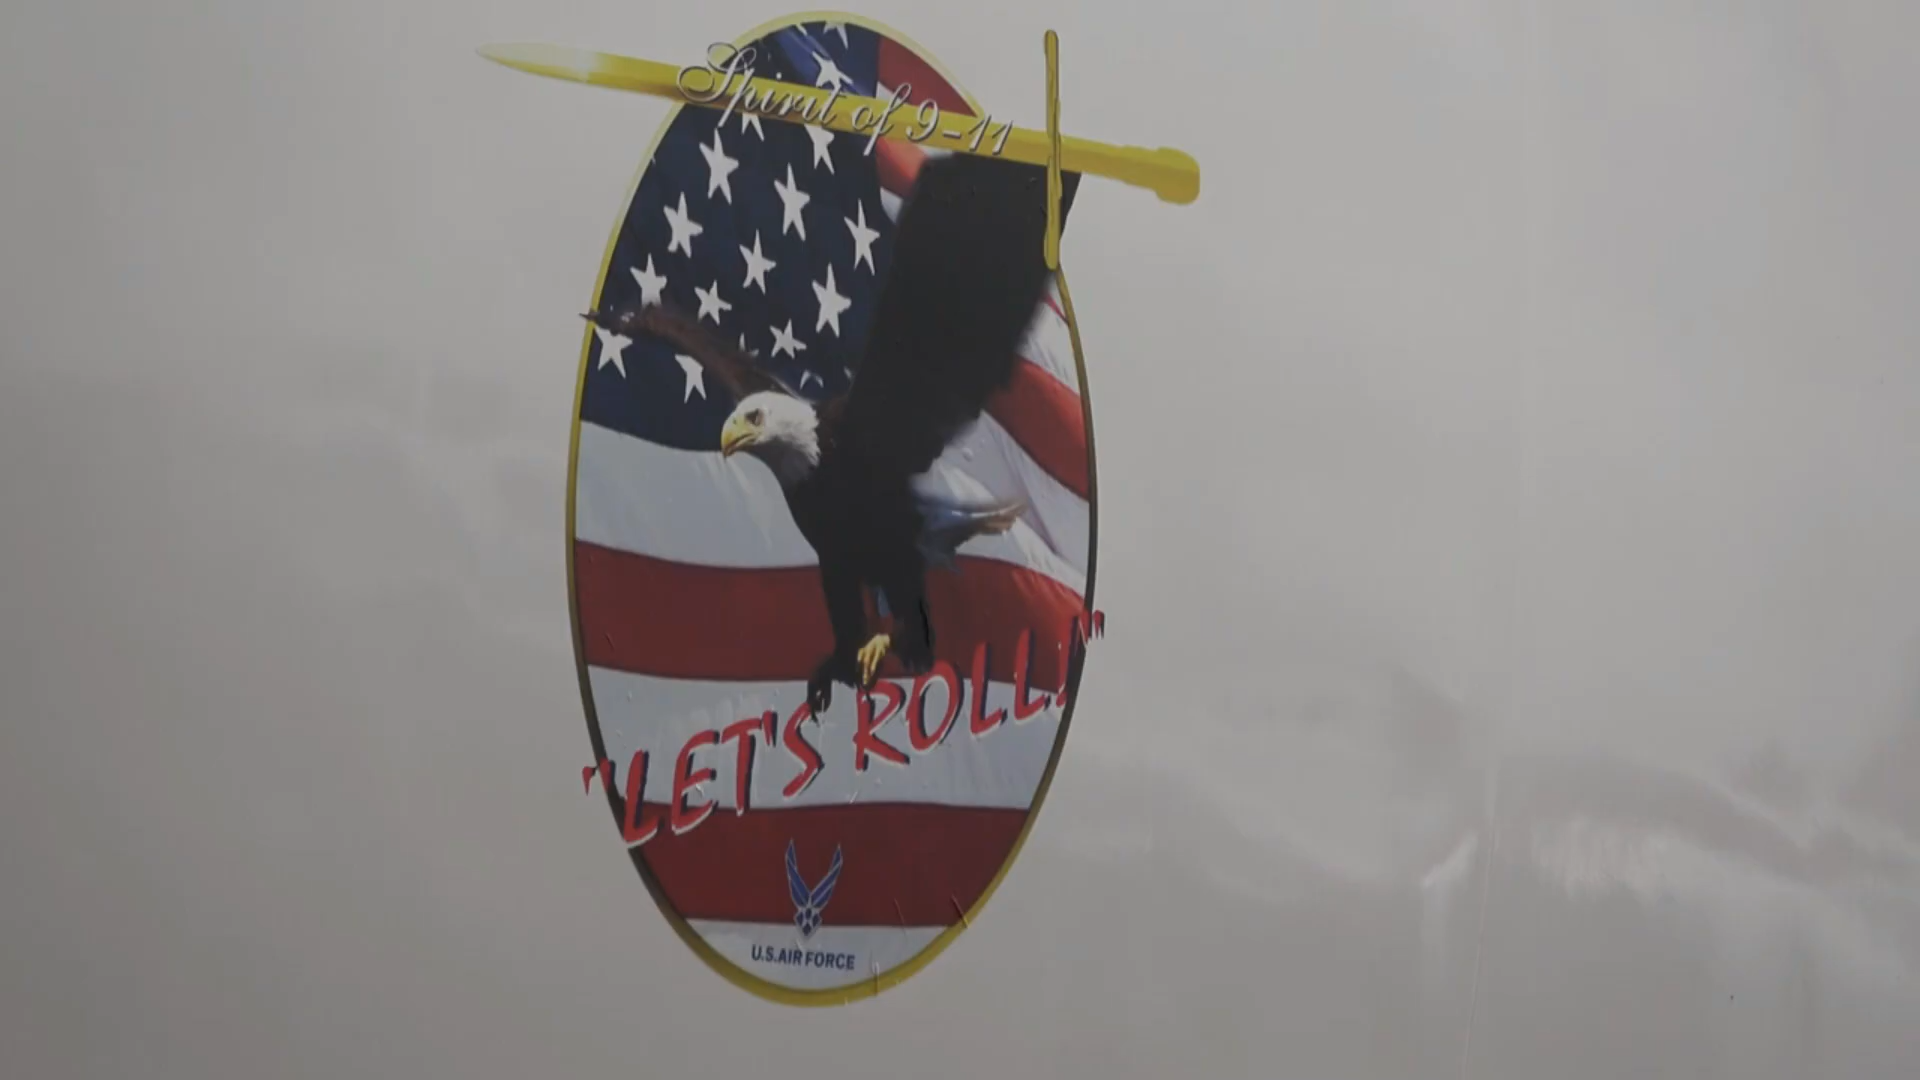 Spirit of 9-11
"LET'S ROLL!"
U.S. AIR FORCE